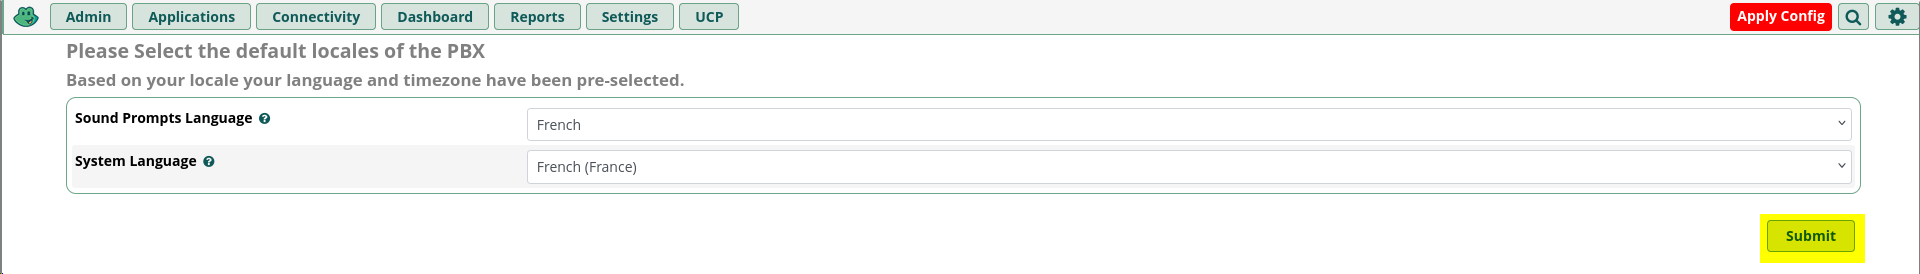 Admin Applications Connectivity Dashboard Reports Settings UCP Apply Config
Please Select the default locales of the PBX
Based on your locale your language and timezone have been pre-selected.
Sound Prompts Language ? French
System Language ? French (France)
Submit